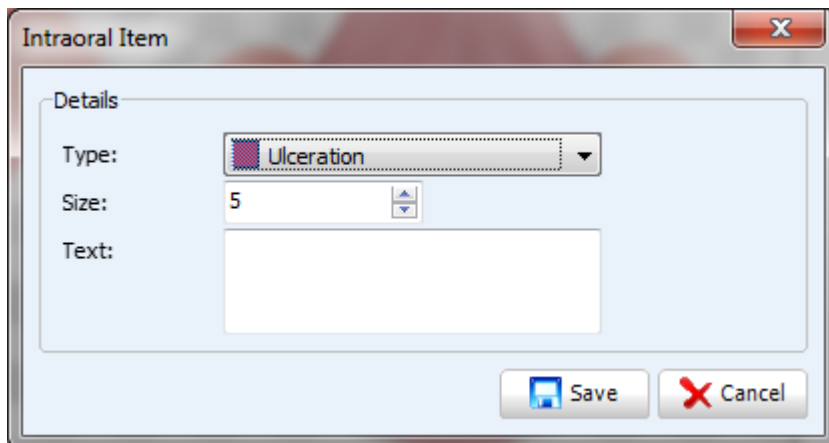 Intraoral Item
Details
Type: Ulceration
Size: 5
Text:
Save Cancel